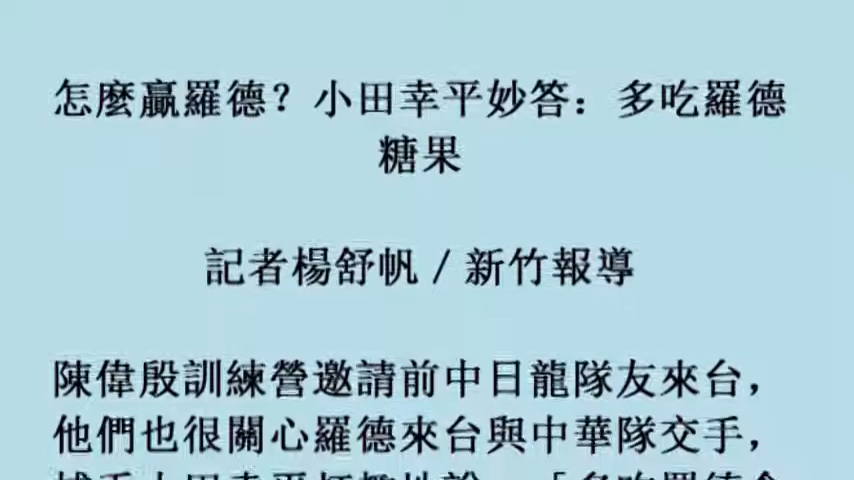 怎麼贏羅德？小田幸平妙答：多吃羅德
糖果
記者楊舒帆／新竹報導
陳偉殷訓練營邀請前中日龍隊友來台，
他們也很關心羅德來台與中華隊交手，